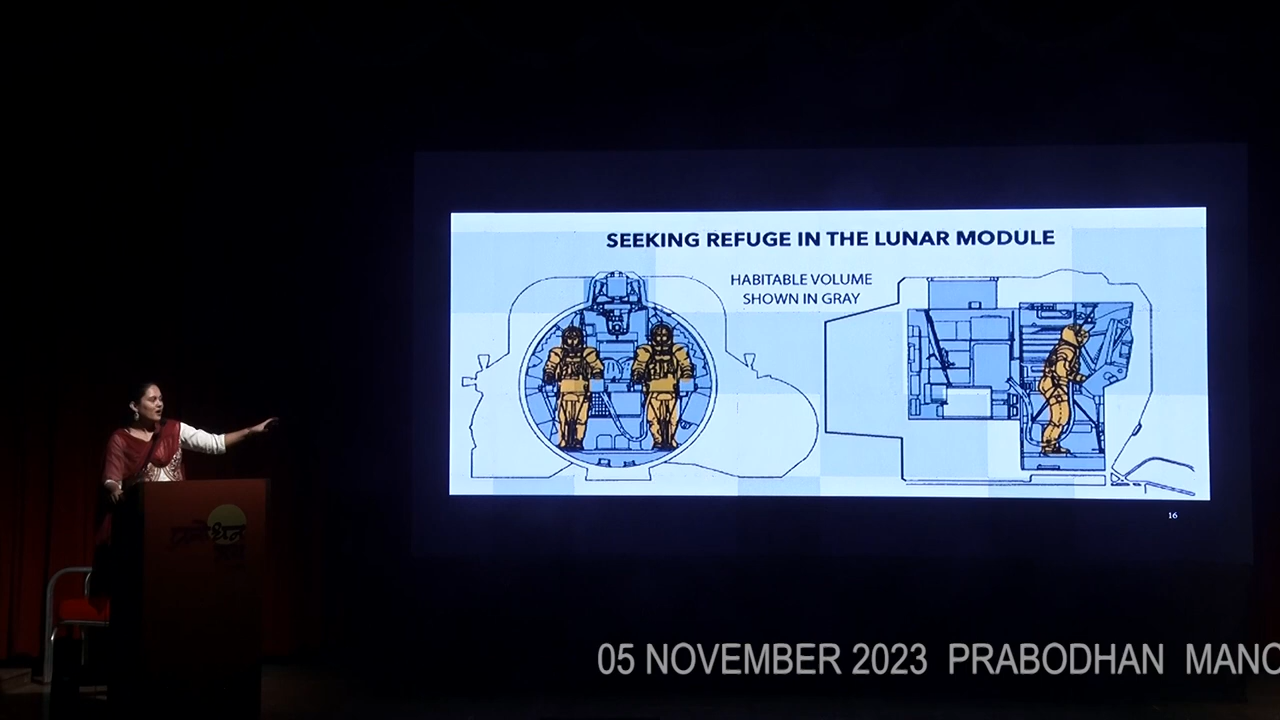 SEEKING REFUGE IN THE LUNAR MODULE
HABITABLE VOLUME
SHOWN IN GRAY
16
05 NOVEMBER 2023 PRABODHAN MANC